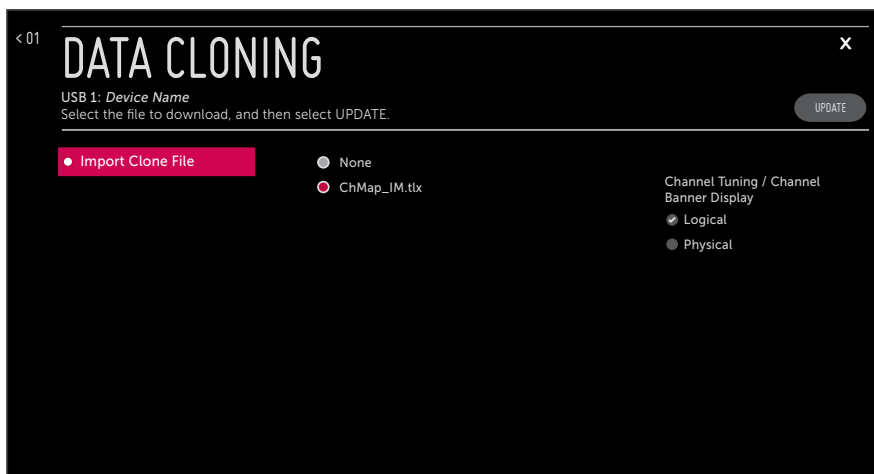 < 01
DATA CLONING
X
USB 1: Device Name
Select the file to download, and then select UPDATE.
UPDATE
Import Clone File
None
ChMap_IM.tlx
Channel Tuning / Channel
Banner Display
Logical
Physical